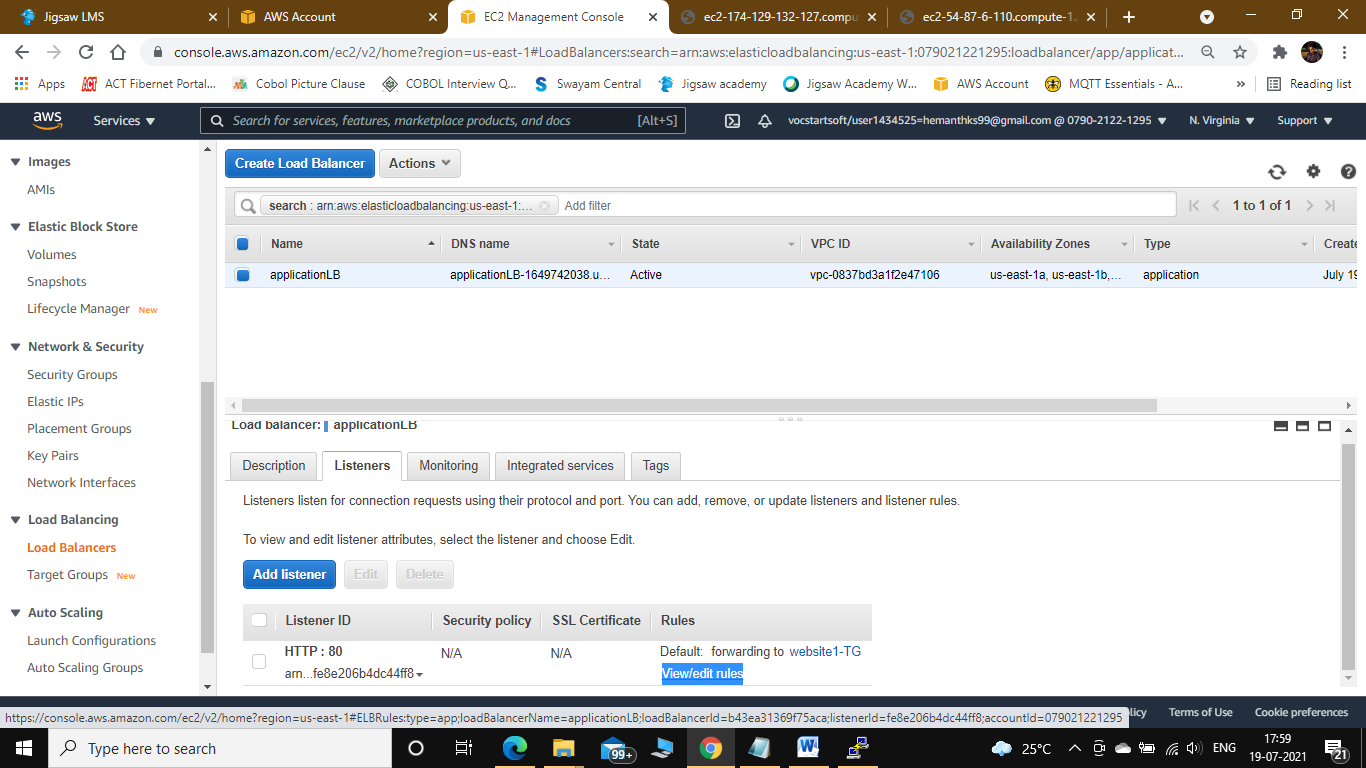 Jigsaw LMS
AWS Account
EC2 Management Console
ec2-174-129-132-127.compu
ec2-54-87-6-110.compute-1.
console.aws.amazon.com/ec2/v2/home?region=us-east-1#LoadBalancers:search=arn:aws:elasticloadbalancing:us-east-1:079021221295:loadbalancer/app/applicat...
Apps
ACT Fibernet Portal...
Cobol Picture Clause
COBOL Interview Q...
Swayam Central
Jigsaw academy
Jigsaw Academy W...
AWS Account
MQTT Essentials - A...
»
Reading list
aws
Services
Search for services, features, marketplace products, and docs
[Alt+S]
vocstartsoft/user1434525=hemanthks99@gmail.com @ 0790-2122-1295
N. Virginia
Support
Images
AMIs
Elastic Block Store
Volumes
Snapshots
Lifecycle Manager New
Network & Security
Security Groups
Elastic IPs
Placement Groups
Key Pairs
Network Interfaces
Load Balancing
Load Balancers
Target Groups New
Auto Scaling
Launch Configurations
Auto Scaling Groups
Create Load Balancer
Actions
search : arn:aws:elasticloadbalancing:us-east-1:...
Add filter
1 to 1 of 1
Name DNS name State VPC ID Availability Zones Type Create
applicationLB applicationLB-1649742038.u... Active vpc-0837bd3a1f2e47106 us-east-1a, us-east-1b,... application July 19
Load balancer: applicationLB
Description
Listeners
Monitoring
Integrated services
Tags
Listeners listen for connection requests using their protocol and port. You can add, remove, or update listeners and listener rules.
To view and edit listener attributes, select the listener and choose Edit.
Add listener
Edit
Delete
Listener ID Security policy SSL Certificate Rules
HTTP : 80 N/A N/A Default: forwarding to website1-TG
arn...fe8e206b4dc44ff8 View/edit rules
https://console.aws.amazon.com/ec2/v2/home?region=us-east-1#ELBRules:type=app;loadBalancerName=applicationLB;loadBalancerId=b43ea31369f75aca;listenerId=fe8e206b4dc44ff8;accountId=079021221295
licy
Terms of Use
Cookie preferences
Type here to search
99+
25°C
ENG
17:59
19-07-2021
21